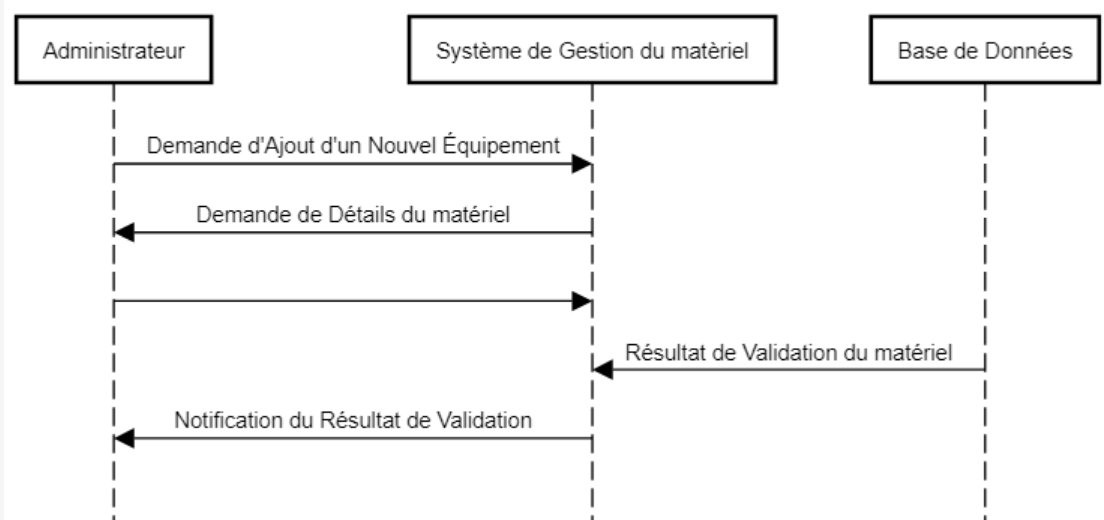 Administrateur
Système de Gestion du matèriel
Base de Données
Demande d'Ajout d'un Nouvel Équipement
Demande de Détails du matériel
Résultat de Validation du matériel
Notification du Résultat de Validation